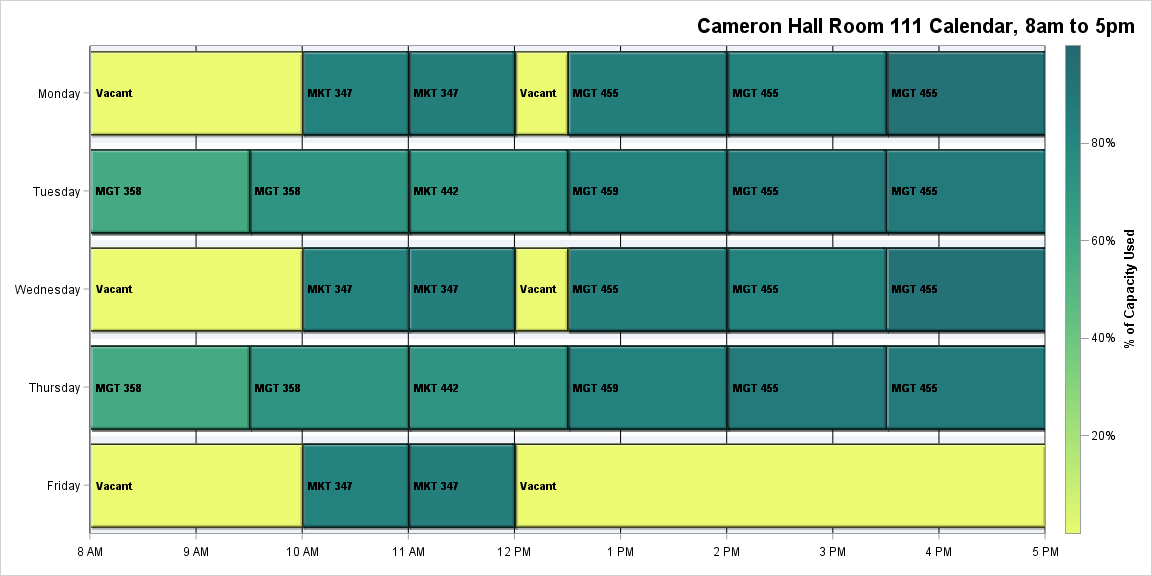 Cameron Hall Room 111 Calendar, 8am to 5pm
Monday
Vacant
MKT 347
MKT 347
Vacant
MGT 455
MGT 455
MGT 455
Tuesday
MGT 358
MGT 358
MKT 442
MGT 459
MGT 455
MGT 455
Wednesday
Vacant
MKT 347
MKT 347
Vacant
MGT 455
MGT 455
MGT 455
Thursday
MGT 358
MGT 358
MKT 442
MGT 459
MGT 455
MGT 455
Friday
Vacant
MKT 347
MKT 347
Vacant
8 AM
9 AM
10 AM
11 AM
12 PM
1 PM
2 PM
3 PM
4 PM
5 PM
80%
60%
40%
20%
% of Capacity Used